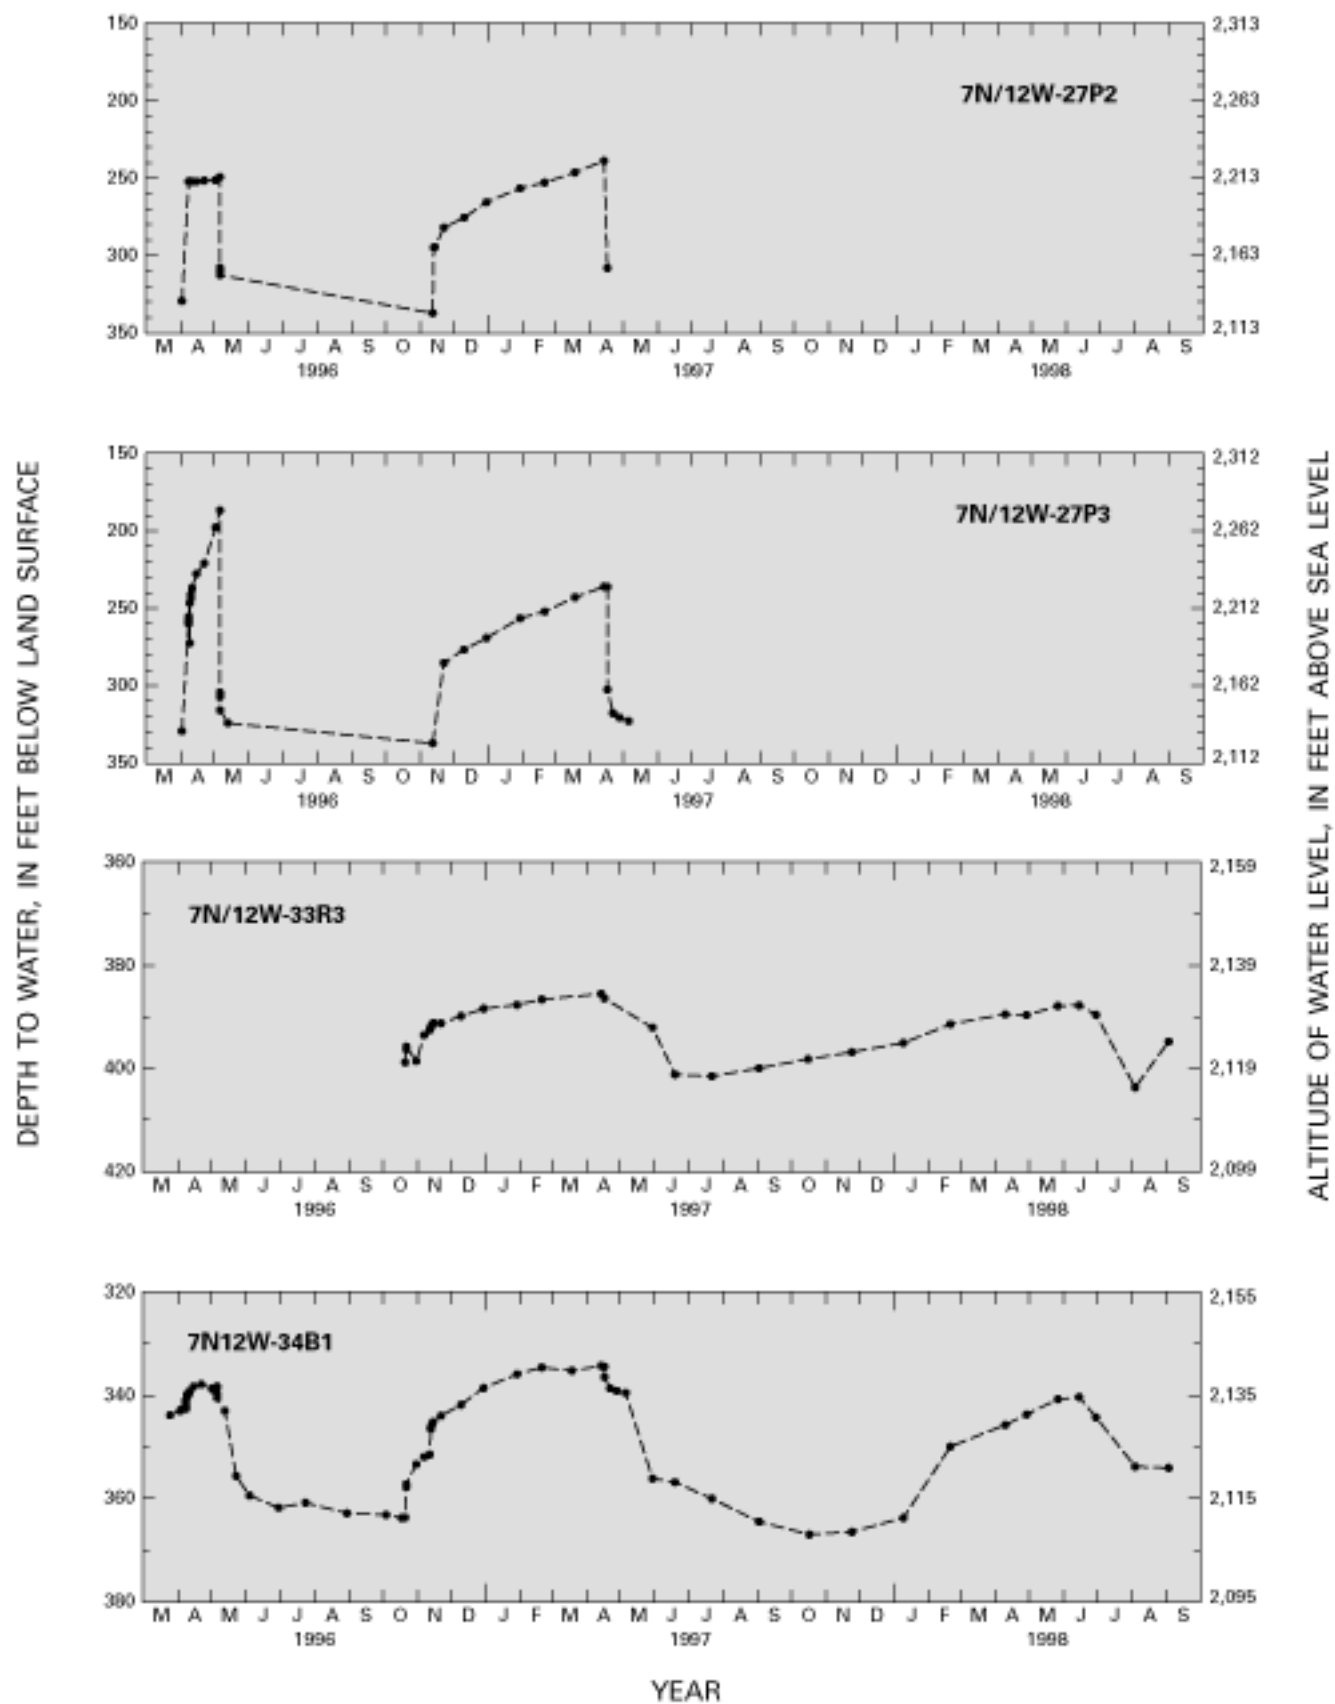 150 2,313
7N/12W-27P2
200 2,263
250 2,213
300 2,163
350 2,113
M A M J J A S O N D J F M A M J J A S O N D J F M A M J J A S
1996 1997 1998
150 2,312
7N/12W-27P3
200 2,262
250 2,212
300 2,162
350 2,112
M A M J J A S O N D J F M A M J J A S O N D J F M A M J J A S
1996 1997 1998
DEPTH TO WATER, IN FEET BELOW LAND SURFACE
ALTITUDE OF WATER LEVEL, IN FEET ABOVE SEA LEVEL
360 2,159
7N/12W-33R3
380 2,139
400 2,119
420 2,099
M A M J J A S O N D J F M A M J J A S O N D J F M A M J J A S
1996 1997 1998
320 2,155
7N12W-34B1
340 2,135
360 2,115
380 2,095
M A M J J A S O N D J F M A M J J A S O N D J F M A M J J A S
1996 1997 1998
YEAR